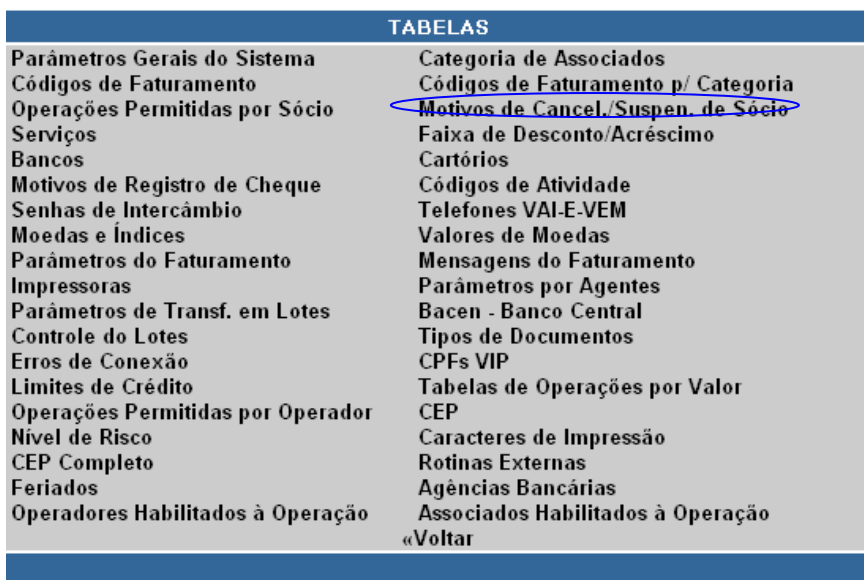 TABELAS
Parâmetros Gerais do Sistema Categoria de Associados
Códigos de Faturamento Códigos de Faturamento p/ Categoria
Operações Permitidas por Sócio Motivos de Cancel./Suspen. de Sócio
Serviços Faixa de Desconto/Acréscimo
Bancos Cartórios
Motivos de Registro de Cheque Códigos de Atividade
Senhas de Intercâmbio Telefones VAI-E-VEM
Moedas e Índices Valores de Moedas
Parâmetros do Faturamento Mensagens do Faturamento
Impressoras Parâmetros por Agentes
Parâmetros de Transf. em Lotes Bacen - Banco Central
Controle do Lotes Tipos de Documentos
Erros de Conexão CPFs VIP
Limites de Crédito Tabelas de Operações por Valor
Operações Permitidas por Operador CEP
Nível de Risco Caracteres de Impressão
CEP Completo Rotinas Externas
Feriados Agências Bancárias
Operadores Habilitados à Operação Associados Habilitados à Operação
«Voltar